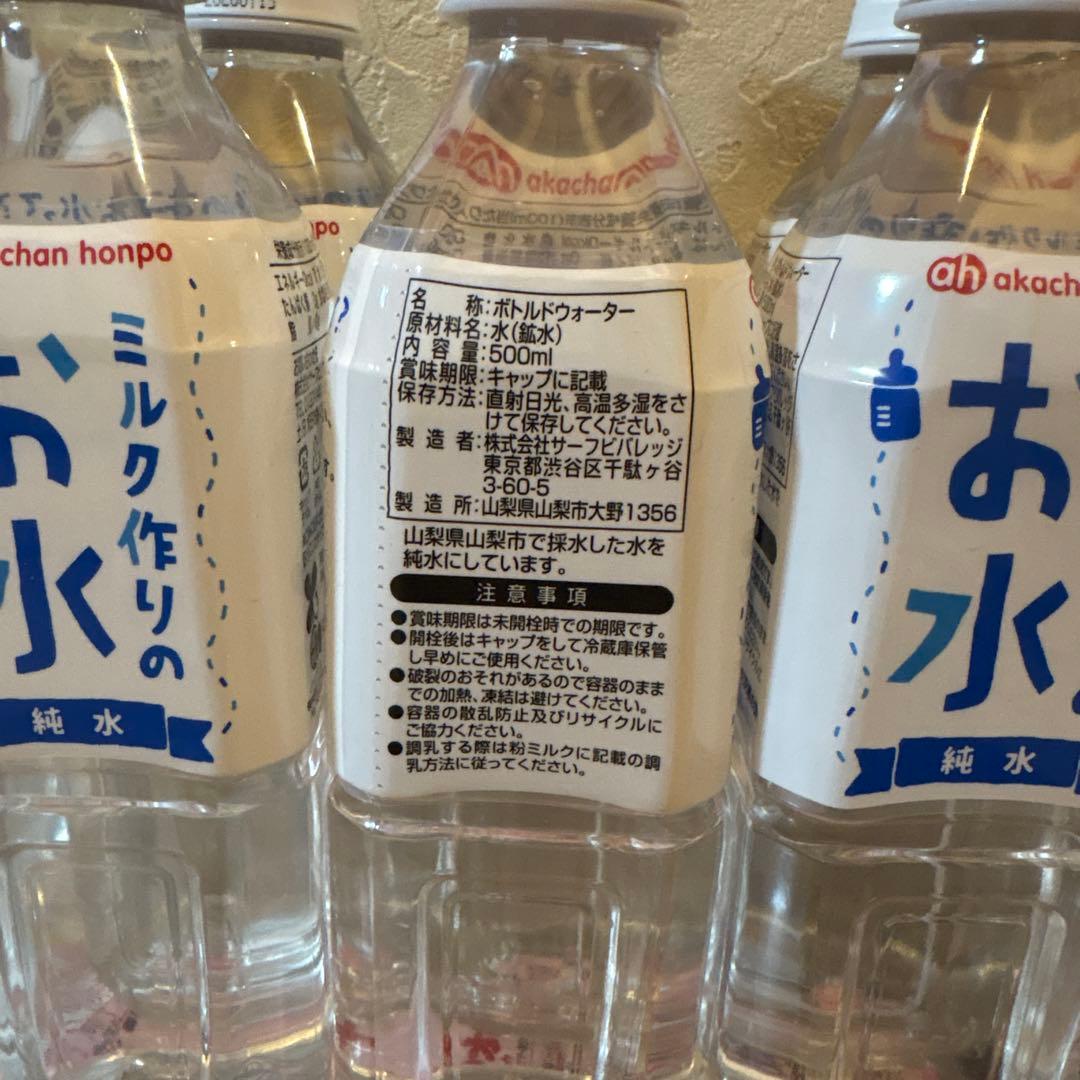 chan honpo
ミルク作りの
お
水
純水
npo
akachan
名称:ボトルドウォーター
原材料名:水(鉱水)
内容量:500ml
賞味期限:キャップに記載
保存方法:直射日光、高温多湿をさ
けて保存してください。
製造者:株式会社サーフビバレッジ
東京都渋谷区千駄ヶ谷
3-60-5
製造所:山梨県山梨市大野1356
山梨県山梨市で採水した水を
純水にしています。
注意事項
●賞味期限は未開栓時での期限です。
●開栓後はキャップをして冷蔵庫保管
し早めにご使用ください。
●破裂のおそれがあるので容器のまま
での加熱、凍結は避けてください。
●容器の散乱防止及びリサイクルに
ご協力ください。
●調乳する際は粉ミルクに記載の調
乳方法に従ってください。
ah akach
お
水
純水